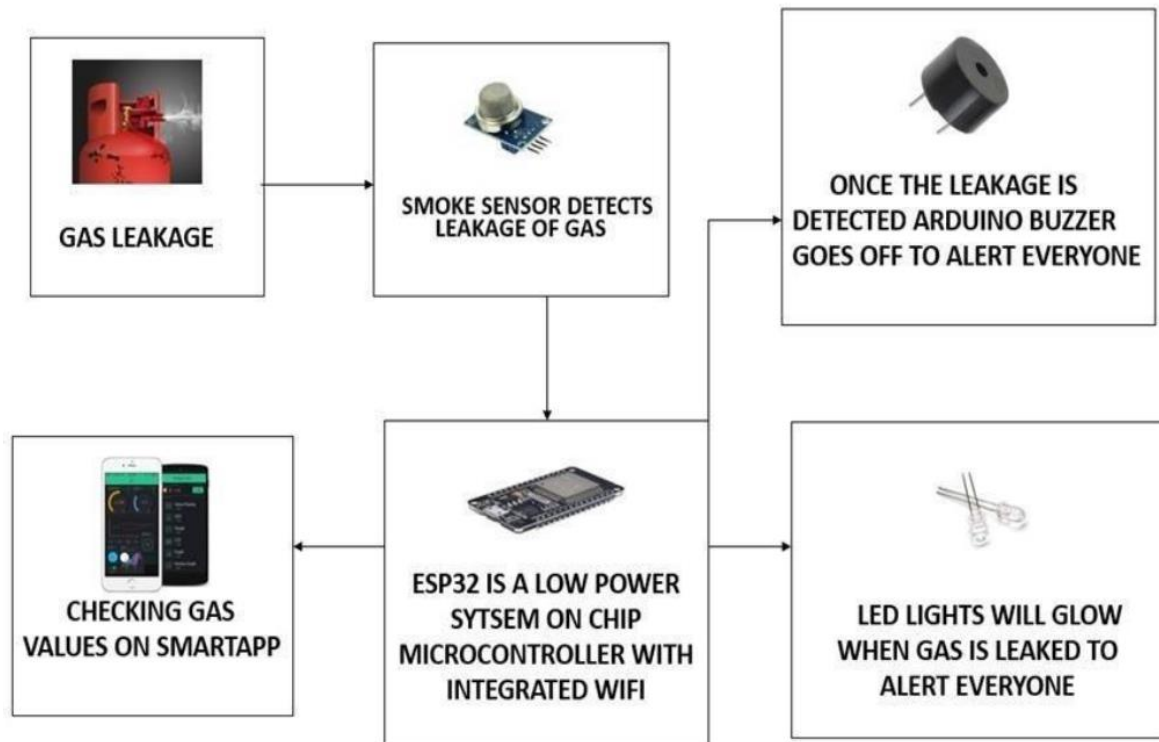 GAS LEAKAGE
SMOKE SENSOR DETECTS
LEAKAGE OF GAS
ONCE THE LEAKAGE IS
DETECTED ARDUINO BUZZER
GOES OFF TO ALERT EVERYONE
CHECKING GAS
VALUES ON SMARTAPP
ESP32 IS A LOW POWER
SYTSEM ON CHIP
MICROCONTROLLER WITH
INTEGRATED WIFI
LED LIGHTS WILL GLOW
WHEN GAS IS LEAKED TO
ALERT EVERYONE